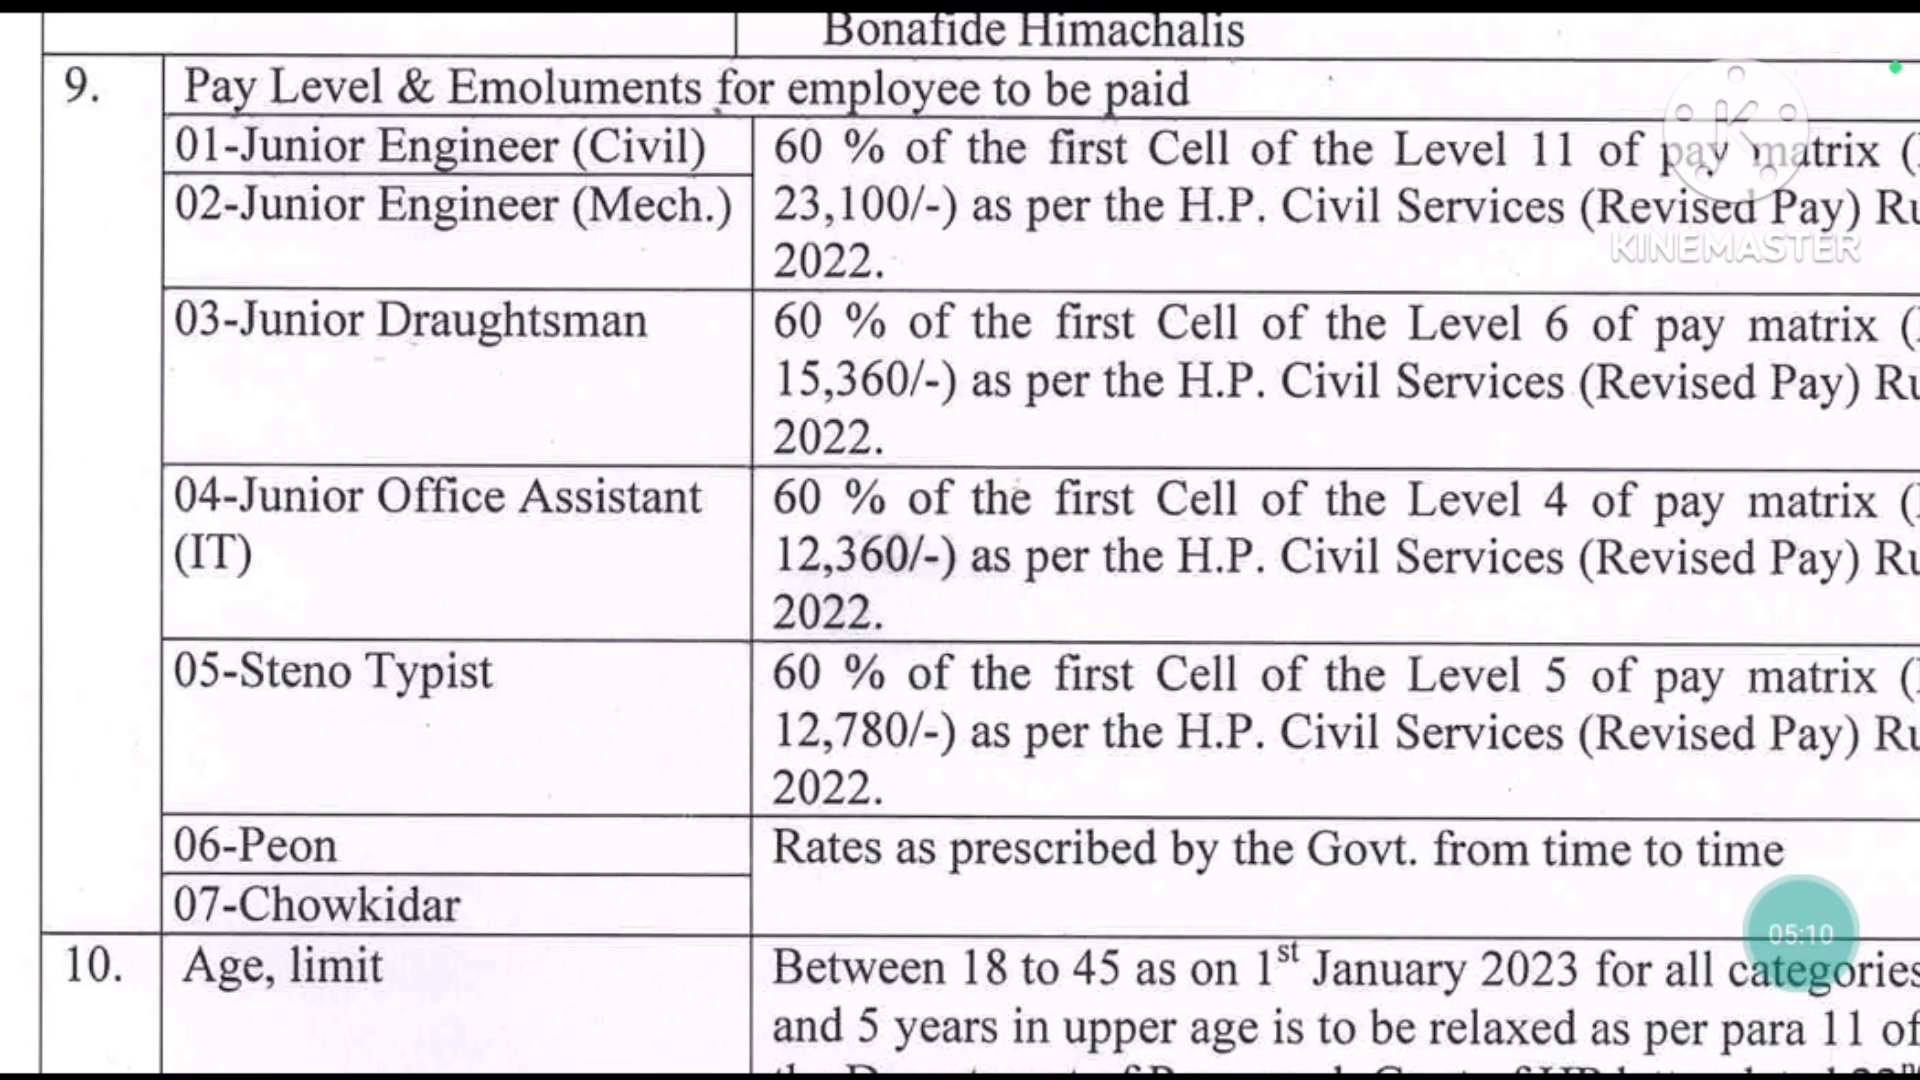 Bonafide Himachalis
9. Pay Level & Emoluments for employee to be paid
01-Junior Engineer (Civil)
02-Junior Engineer (Mech.)
60 % of the first Cell of the Level 11 of pay matrix (
23,100/-) as per the H.P. Civil Services (Revised Pay)
2022.
03-Junior Draughtsman
60 % of the first Cell of the Level 6 of pay matrix (
15,360/-) as per the H.P. Civil Services (Revised Pay)
2022.
04-Junior Office Assistant
(IT)
60 % of the first Cell of the Level 4 of pay matrix (
12,360/-) as per the H.P. Civil Services (Revised Pay)
2022.
05-Steno Typist
60 % of the first Cell of the Level 5 of pay matrix (
12,780/-) as per the H.P. Civil Services (Revised Pay)
2022.
06-Peon
07-Chowkidar
Rates as prescribed by the Govt. from time to time
10. Age, limit
Between 18 to 45 as on 1st January 2023 for all categories
and 5 years in upper age is to be relaxed as per para 11 of
K
KINEMASTER
05:10